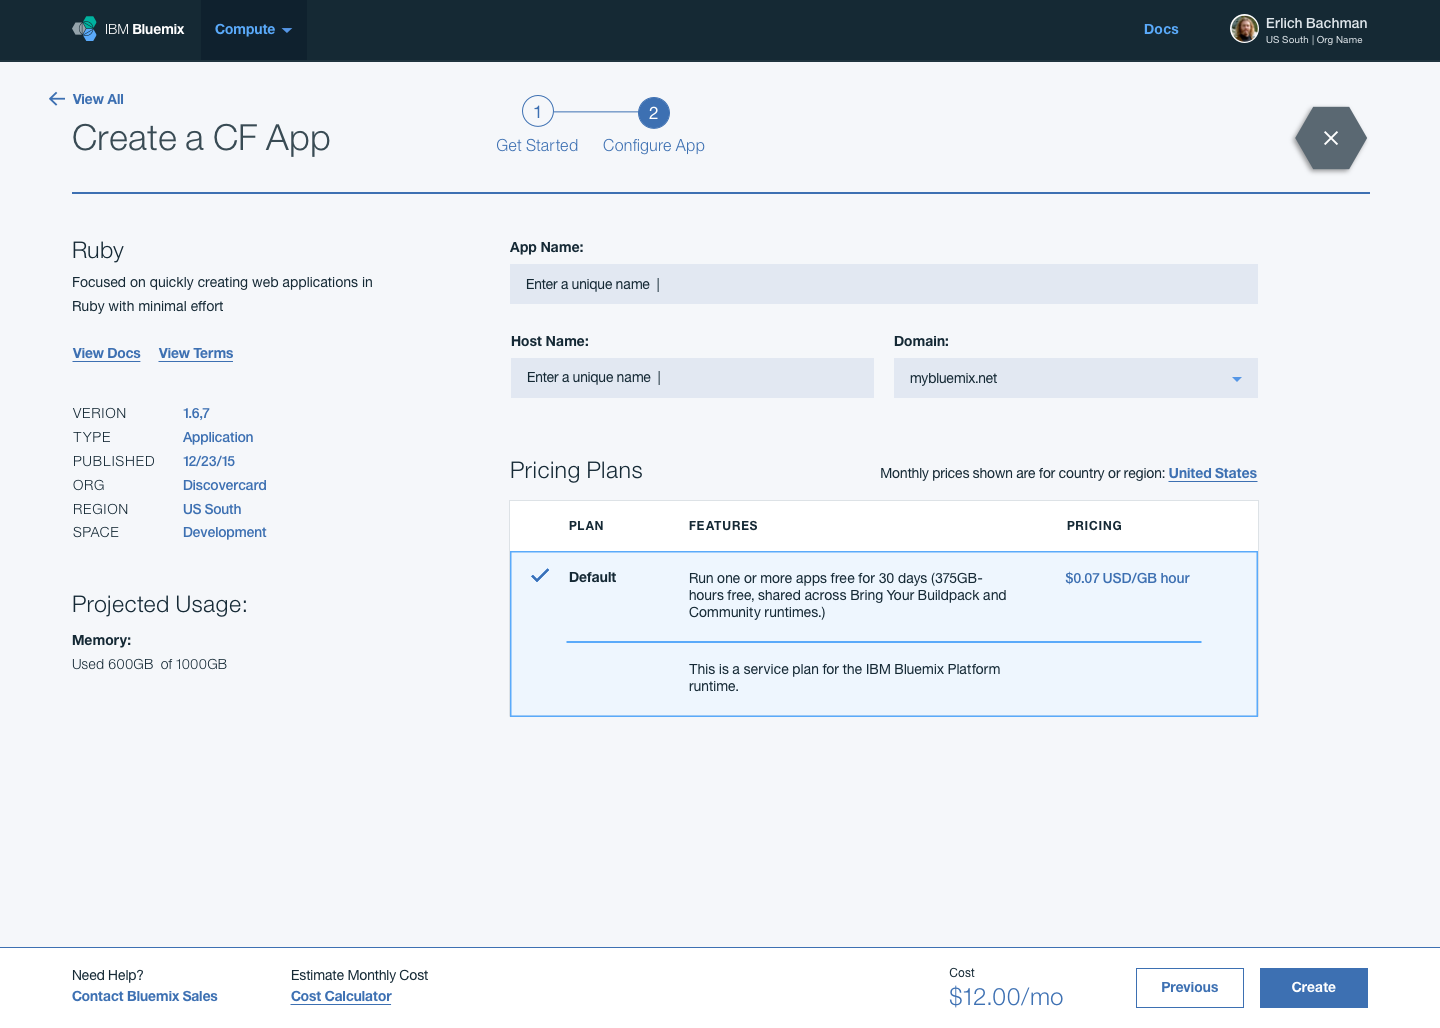 IBM Bluemix
Compute
Docs
Erlich Bachman
US South | Org Name
View All
Create a CF App
1
2
Get Started
Configure App
Ruby
Focused on quickly creating web applications in
Ruby with minimal effort
View Docs View Terms
VERION 1.6,7
TYPE Application
PUBLISHED 12/23/15
ORG Discovercard
REGION US South
SPACE Development
Projected Usage:
Memory:
Used 600GB of 1000GB
App Name:
Enter a unique name |
Host Name:
Enter a unique name |
Domain:
mybluemix.net
Pricing Plans
Monthly prices shown are for country or region: United States
PLAN FEATURES PRICING
Default
Run one or more apps free for 30 days (375GB-
hours free, shared across Bring Your Buildpack and
Community runtimes.)
$0.07 USD/GB hour
This is a service plan for the IBM Bluemix Platform
runtime.
Need Help?
Contact Bluemix Sales
Estimate Monthly Cost
Cost Calculator
Cost
$12.00/mo
Previous
Create